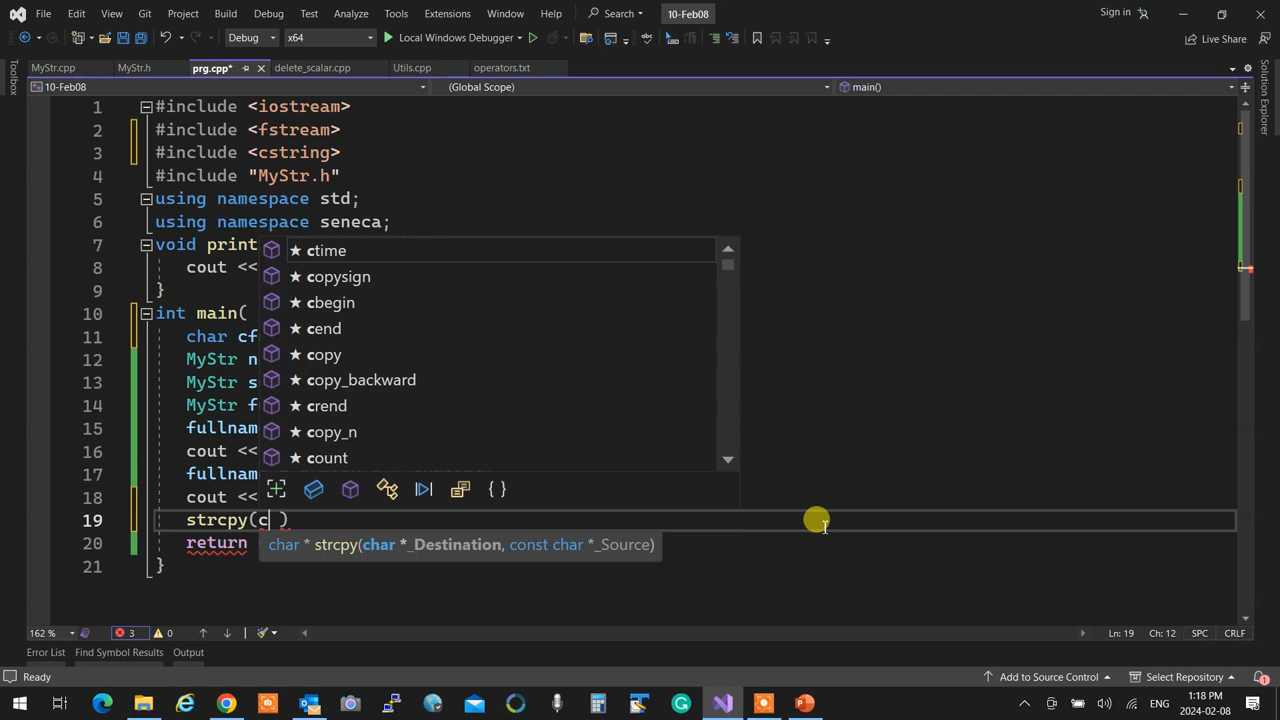 File Edit View Git Project Build Debug Test Analyze Tools Extensions Window Help Search 10-Feb08 Sign in
Debug x64 Local Windows Debugger Live Share
MyStr.cpp MyStr.h prg.cpp* delete_scalar.cpp Utils.cpp operators.txt
10-Feb08 (Global Scope) main()
Toolbox
Solution Explorer
1 #include <iostream>
2 #include <fstream>
3 #include <cstring>
4 #include "MyStr.h"
5 using namespace std;
6 using namespace seneca;
7 void print
8 cout <<
9 }
10 int main(
11 char cf
12 MyStr n
13 MyStr s
14 MyStr f
15 fullnam
16 cout <<
17 fullnam
18 cout <<
19 strcpy(c )
20 return
21 }
★ ctime
★ copysign
★ cbegin
★ cend
★ copy
★ copy_backward
★ crend
★ copy_n
★ count
char * strcpy(char *_Destination, const char *_Source)
162 % 3 0 Ln: 19 Ch: 12 SPC CRLF
Error List Find Symbol Results Output
Ready Add to Source Control Select Repository 1
ENG 1:18 PM
2024-02-08